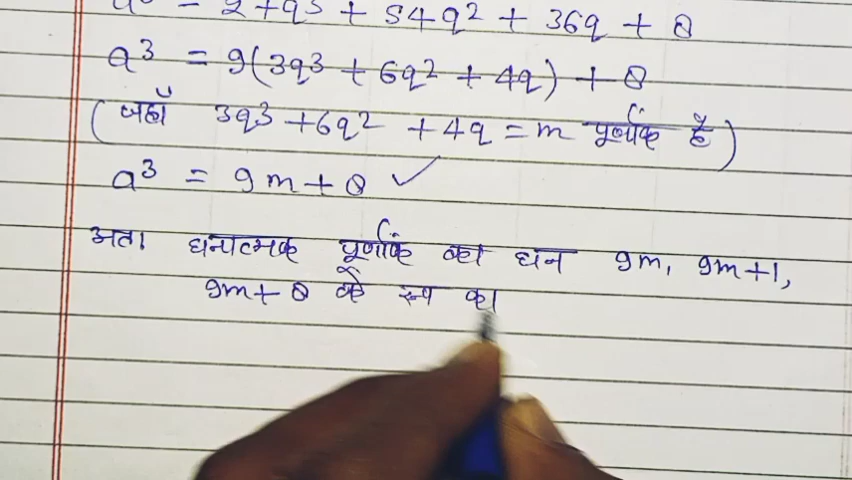 = 27q³ + 54q² + 36q + 8
a³ = 9(3q³ + 6q² + 4q) + 8
(जहाँ 3q³ + 6q² + 4q = m पूर्णांक है)
a³ = 9m + 8 ✓
अतः धनात्मक पूर्णांक का घन 9m, 9m+1,
9m + 8 के रूप का